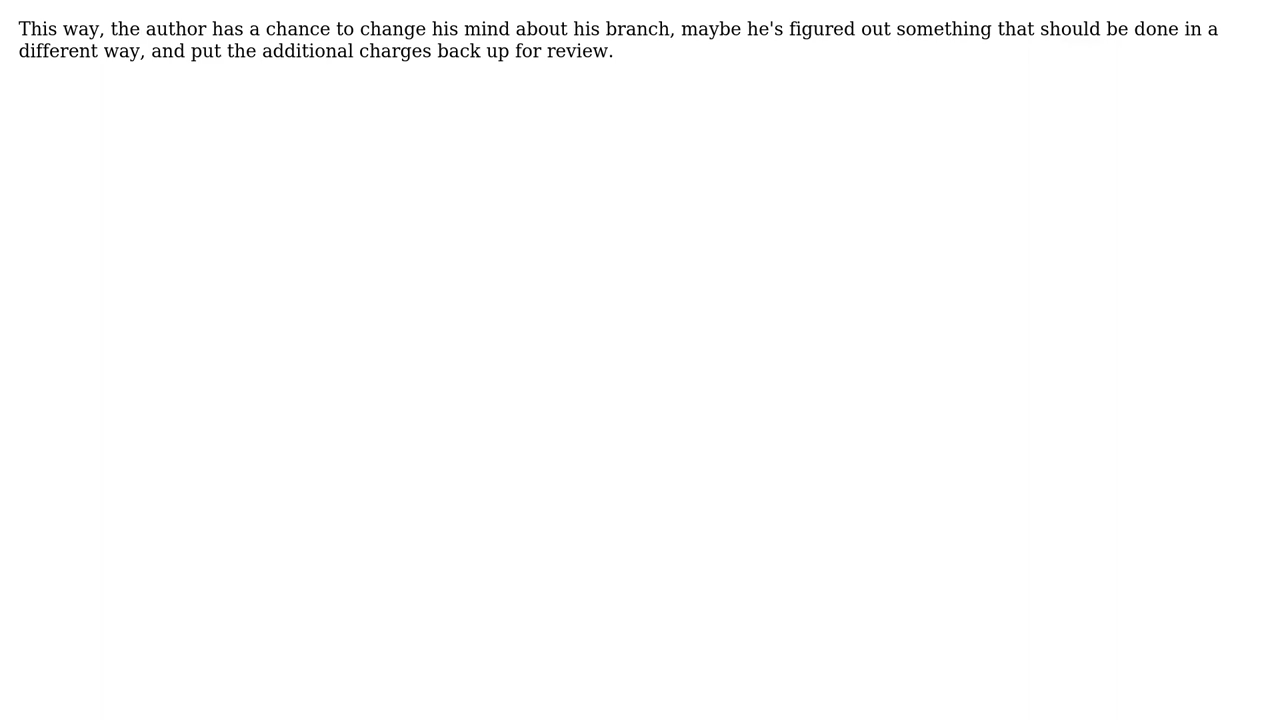 This way, the author has a chance to change his mind about his branch, maybe he's figured out something that should be done in a
different way, and put the additional charges back up for review.